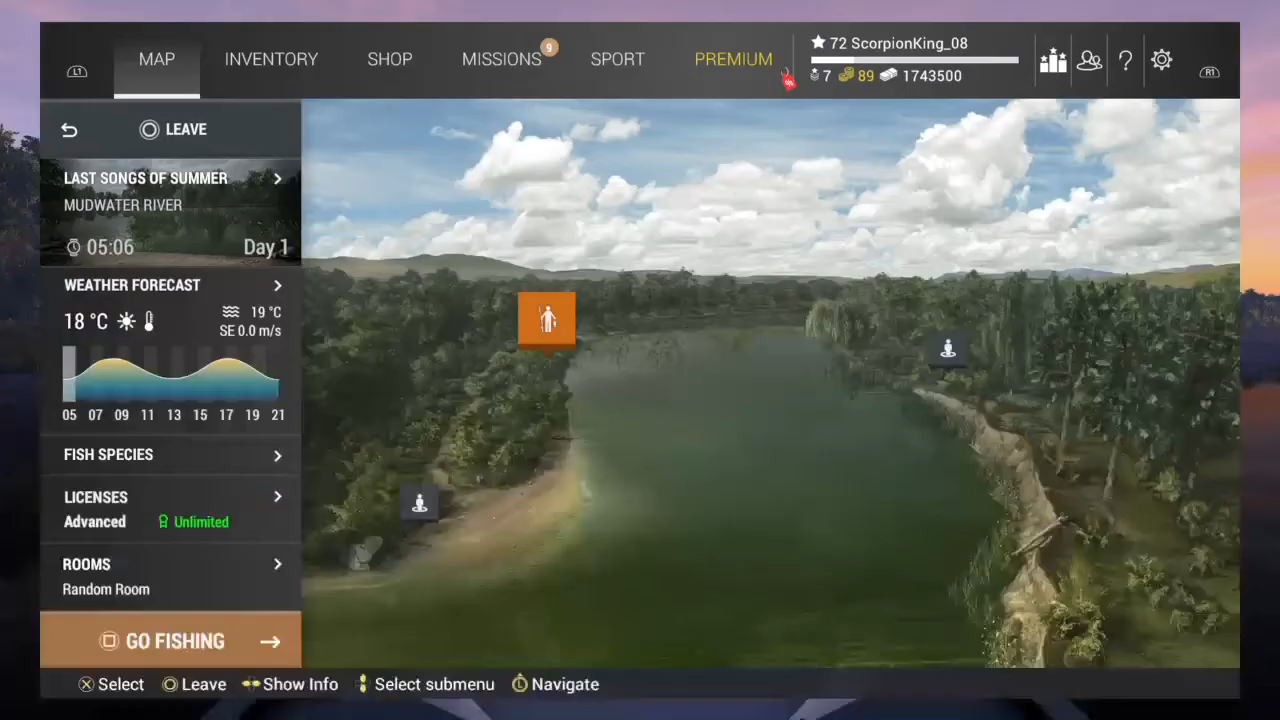 L1
MAP
INVENTORY
SHOP
MISSIONS
9
SPORT
PREMIUM
72 ScorpionKing_08
7 89 1743500
?
R1
LEAVE
LAST SONGS OF SUMMER
MUDWATER RIVER
05:06 Day 1
WEATHER FORECAST
18 °C
19 °C
SE 0.0 m/s
05 07 09 11 13 15 17 19 21
FISH SPECIES
LICENSES
Advanced Unlimited
ROOMS
Random Room
GO FISHING
Select Leave Show Info Select submenu L Navigate